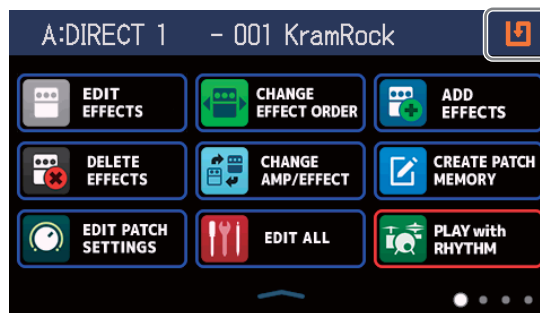 A:DIRECT 1 - 001 KramRock
EDIT
EFFECTS
CHANGE
EFFECT ORDER
ADD
EFFECTS
DELETE
EFFECTS
CHANGE
AMP/EFFECT
CREATE PATCH
MEMORY
EDIT PATCH
SETTINGS
EDIT ALL
PLAY with
RHYTHM